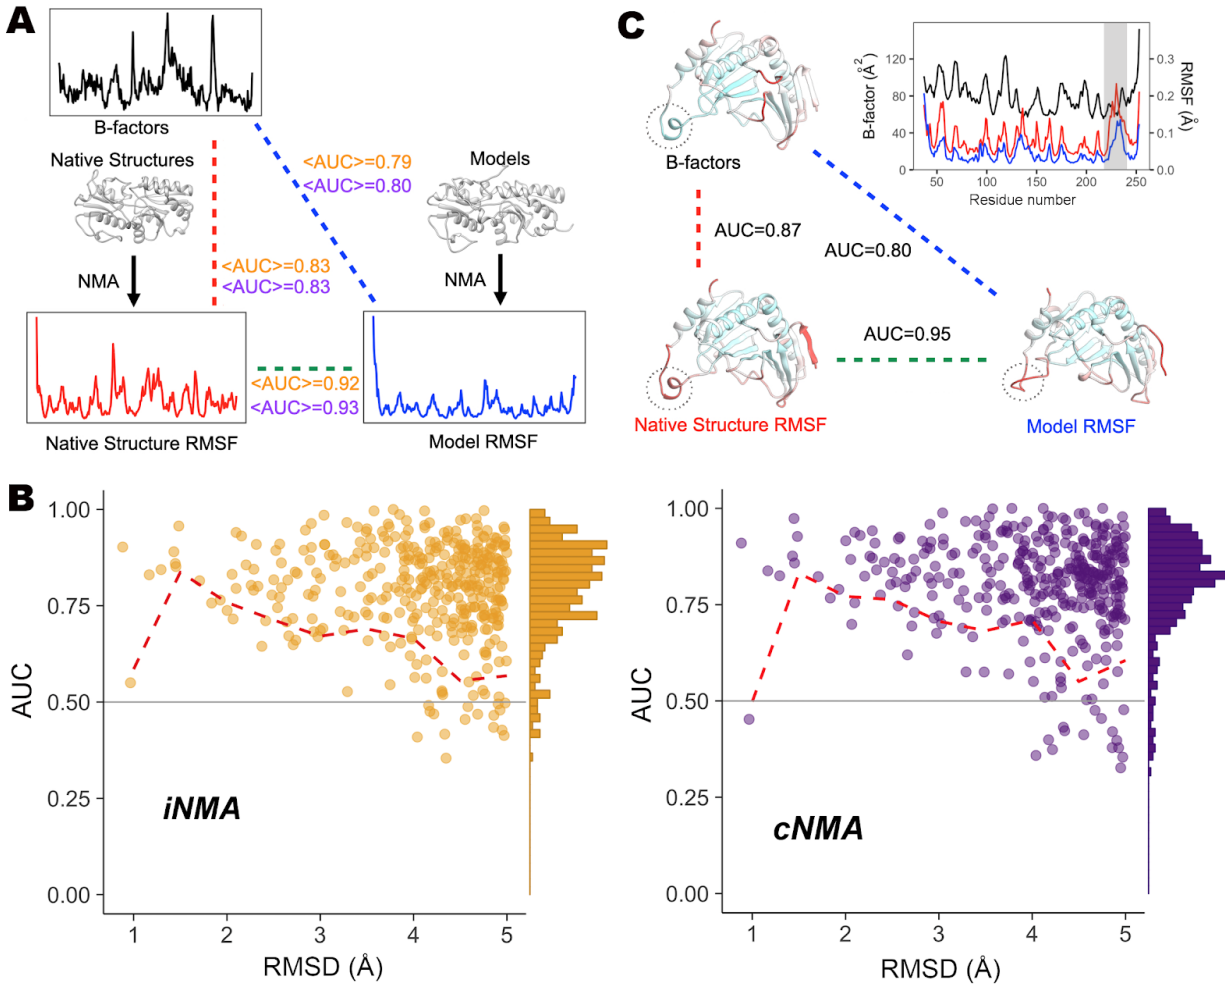 A
B-factors
Native Structures
Models
<AUC>=0.79
<AUC>=0.80
NMA
NMA
<AUC>=0.83
<AUC>=0.83
<AUC>=0.92
<AUC>=0.93
Native Structure RMSF
Model RMSF
C
B-factors
B-factor (Å²)
120
80
40
0
0.3
0.2
0.1
0.0
RMSF (Å)
50 100 150 200 250
Residue number
AUC=0.87
AUC=0.80
AUC=0.95
Native Structure RMSF
Model RMSF
B
AUC
1.00
0.75
0.50
0.25
0.00
iNMA
1 2 3 4 5
RMSD (Å)
AUC
1.00
0.75
0.50
0.25
0.00
cNMA
1 2 3 4 5
RMSD (Å)